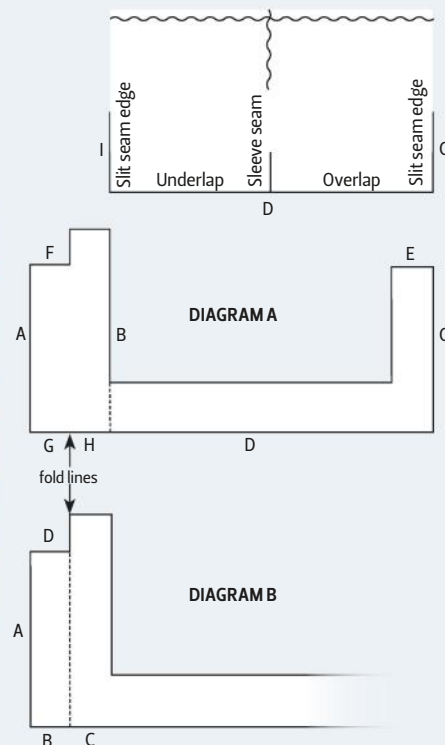 Slit seam edge
Sleeve seam
Slit seam edge
I
C
Underlap
Overlap
D
F
E
A
B
DIAGRAM A
C
G
H
D
fold lines
D
DIAGRAM B
A
B
C